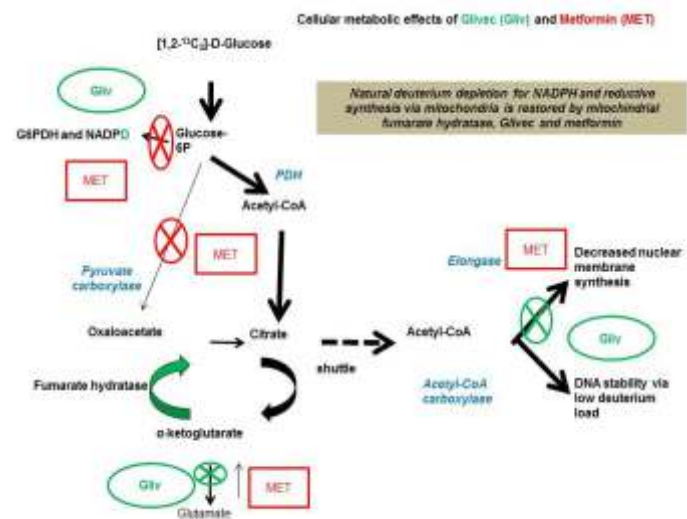 Cellular metabolic effects of Glivec (Gliv) and Metformin (MET)
[1,2-¹³C₂]-D-Glucose
Gliv
Natural deuterium depletion for NADPH and reductive
synthesis via mitochondria is restored by mitochindrial
fumarate hydratase, Glivec and metformin
G6PDH and NADPD
Glucose-
6P
MET
PDH
Acetyl-CoA
MET
Pyruvate
carboxylase
MET
Elongase
Decreased nuclear
membrane
synthesis
Oxaloacetate
Citrate
shuttle
Acetyl-CoA
Gliv
Fumarate hydratase
Acetyl-CoA
carboxylase
DNA stability via
low deuterium
load
α-ketoglutarate
Gliv
MET
Glutamate